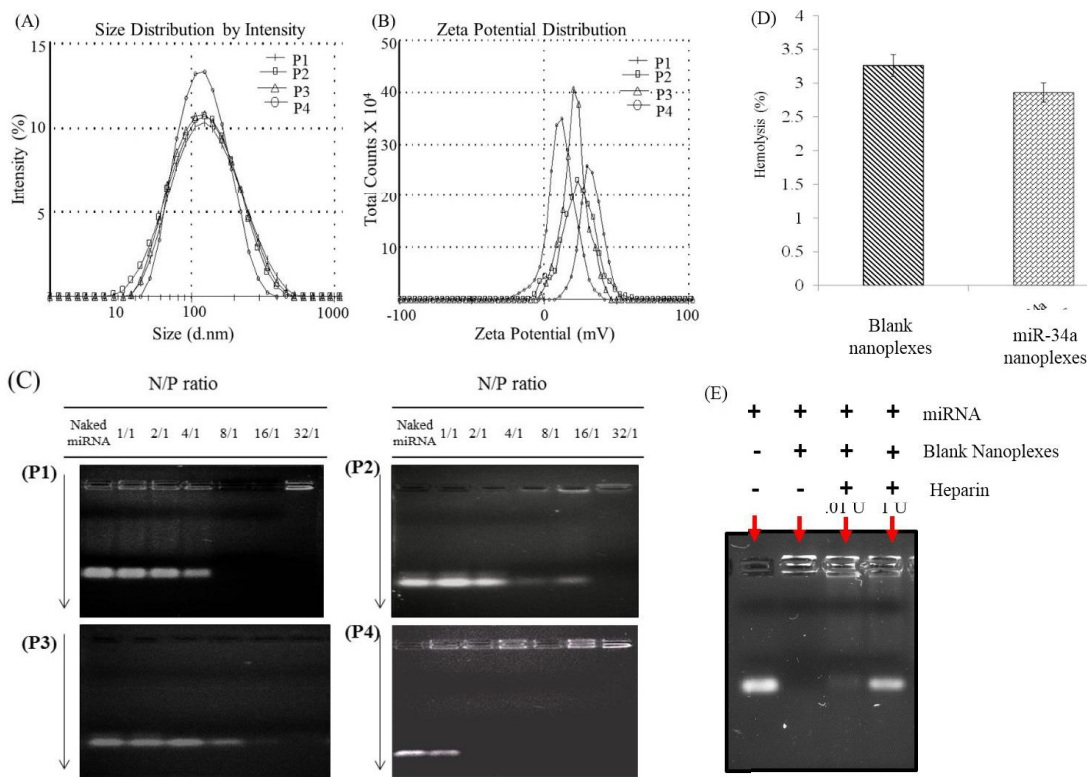 (A)
Size Distribution by Intensity
15
10
5
Intensity (%)
P1
P2
P3
P4
10
100
1000
Size (d.nm)
(B)
Zeta Potential Distribution
50
40
30
20
10
0
Total Counts X 10⁴
P1
P2
P3
P4
-100
0
100
Zeta Potential (mV)
(D)
4
3.5
3
2.5
2
1.5
1
0.5
0
Hemolysis (%)
Blank
nanoplexes
miR-34a
nanoplexes
(C)
N/P ratio
Naked
miRNA 1/1 2/1 4/1 8/1 16/1 32/1
(P1)
(P3)
N/P ratio
Naked
miRNA 1/1 2/1 4/1 8/1 16/1 32/1
(P2)
(P4)
(E)
+ + + + miRNA
- + + + Blank Nanoplexes
- - + + Heparin
.01 U 1 U